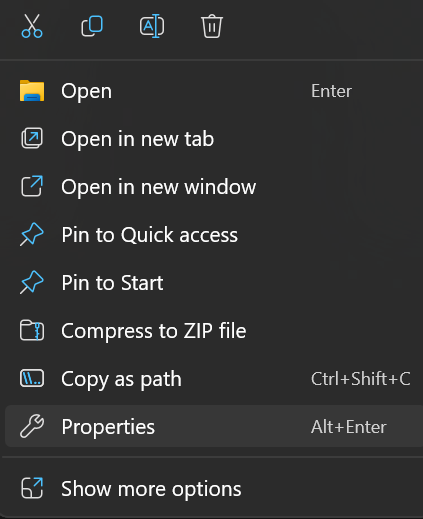 Open Enter
Open in new tab
Open in new window
Pin to Quick access
Pin to Start
Compress to ZIP file
Copy as path Ctrl+Shift+C
Properties Alt+Enter
Show more options